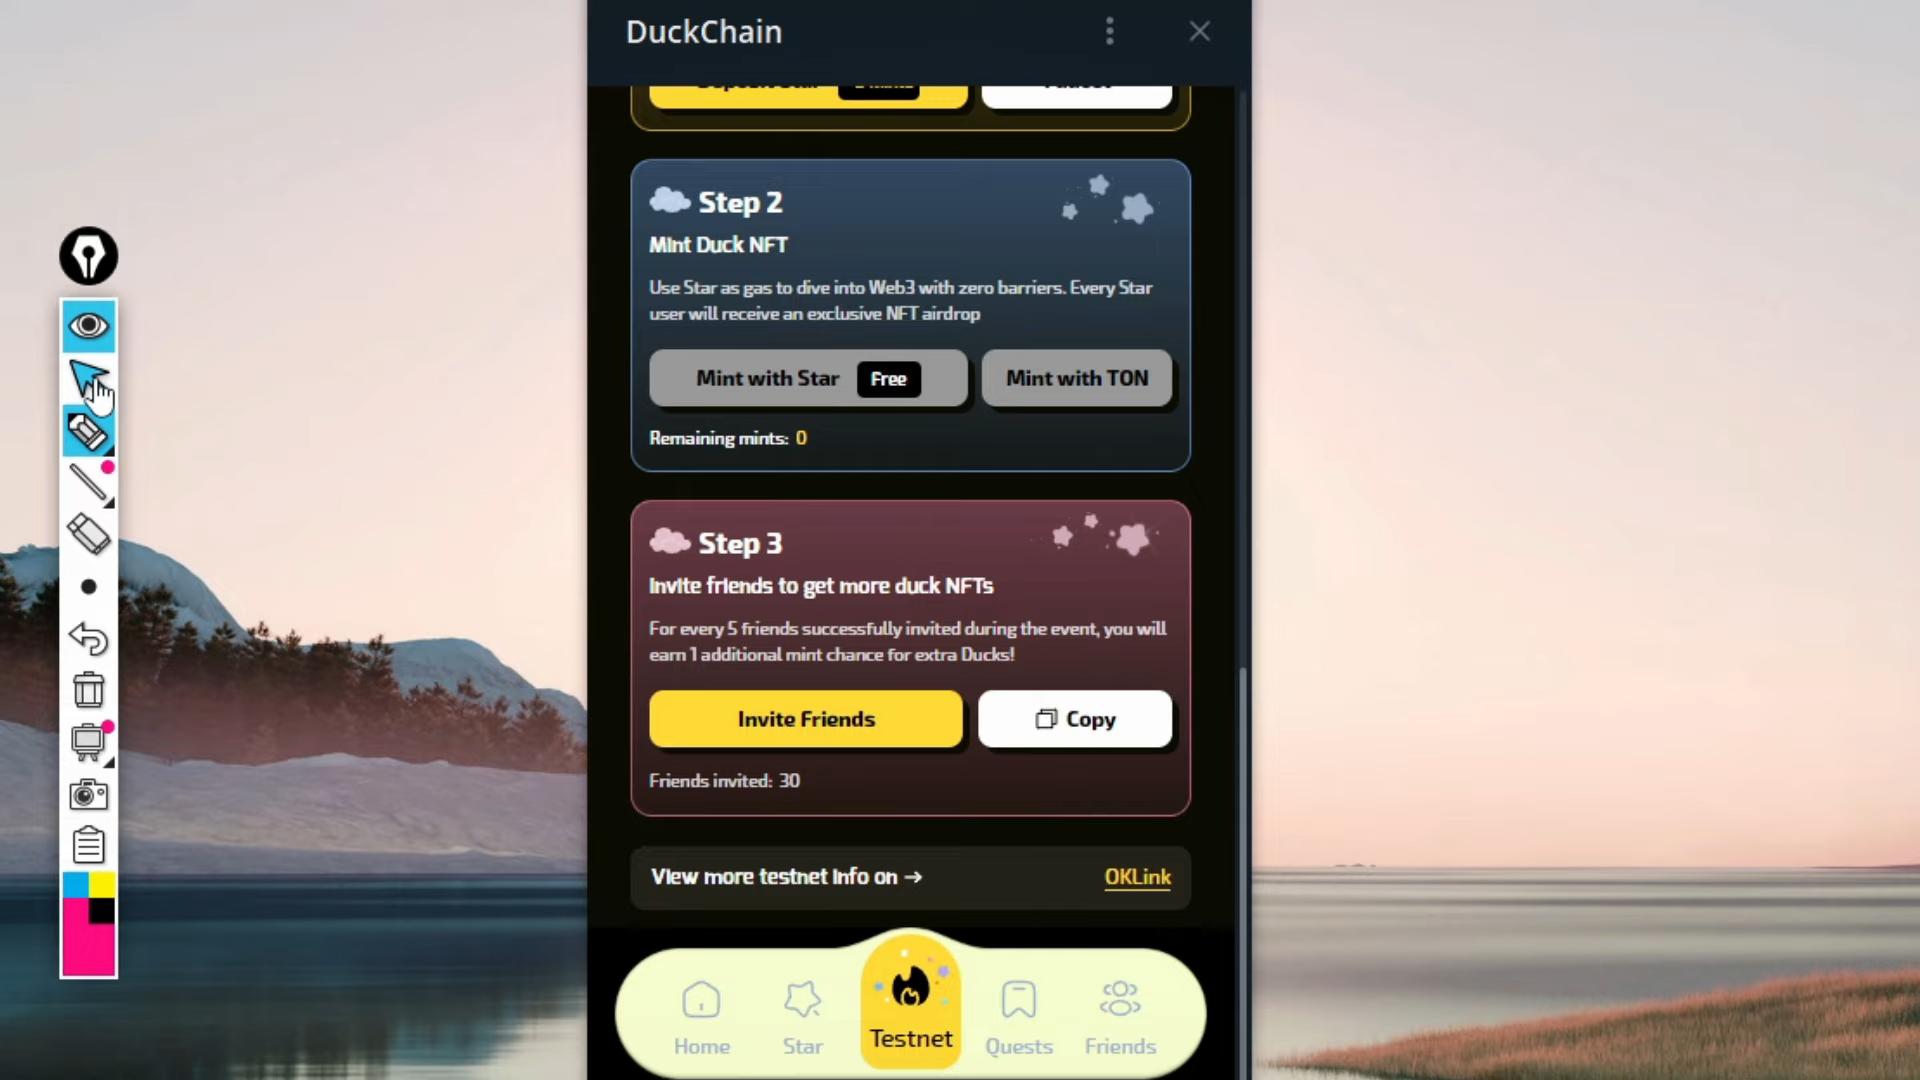 DuckChain
Step 2
Mint Duck NFT
Use Star as gas to dive into Web3 with zero barriers. Every Star
user will receive an exclusive NFT airdrop
Mint with Star Free Mint with TON
Remaining mints: 0
Step 3
Invite friends to get more duck NFTs
For every 5 friends successfully invited during the event, you will
earn 1 additional mint chance for extra Ducks!
Invite Friends Copy
Friends invited: 30
View more testnet info on → OKLink
Home Star Testnet Quests Friends